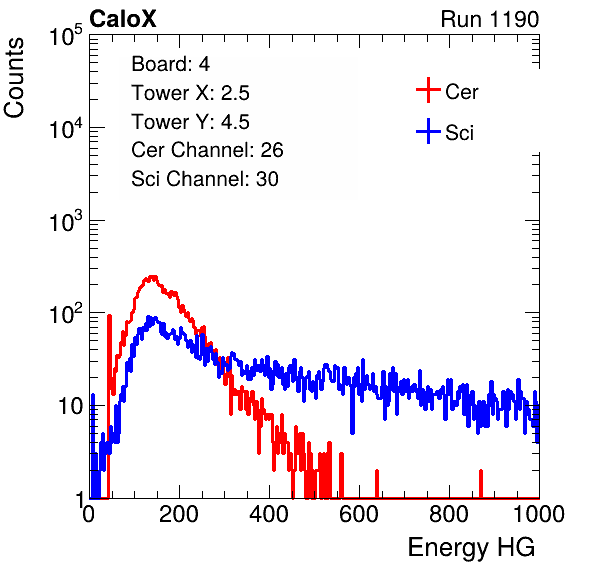 CaloX Run 1190
Counts
10^5
10^4
10^3
10^2
10
1
Board: 4
Tower X: 2.5
Tower Y: 4.5
Cer Channel: 26
Sci Channel: 30
Cer
Sci
0 200 400 600 800 1000
Energy HG